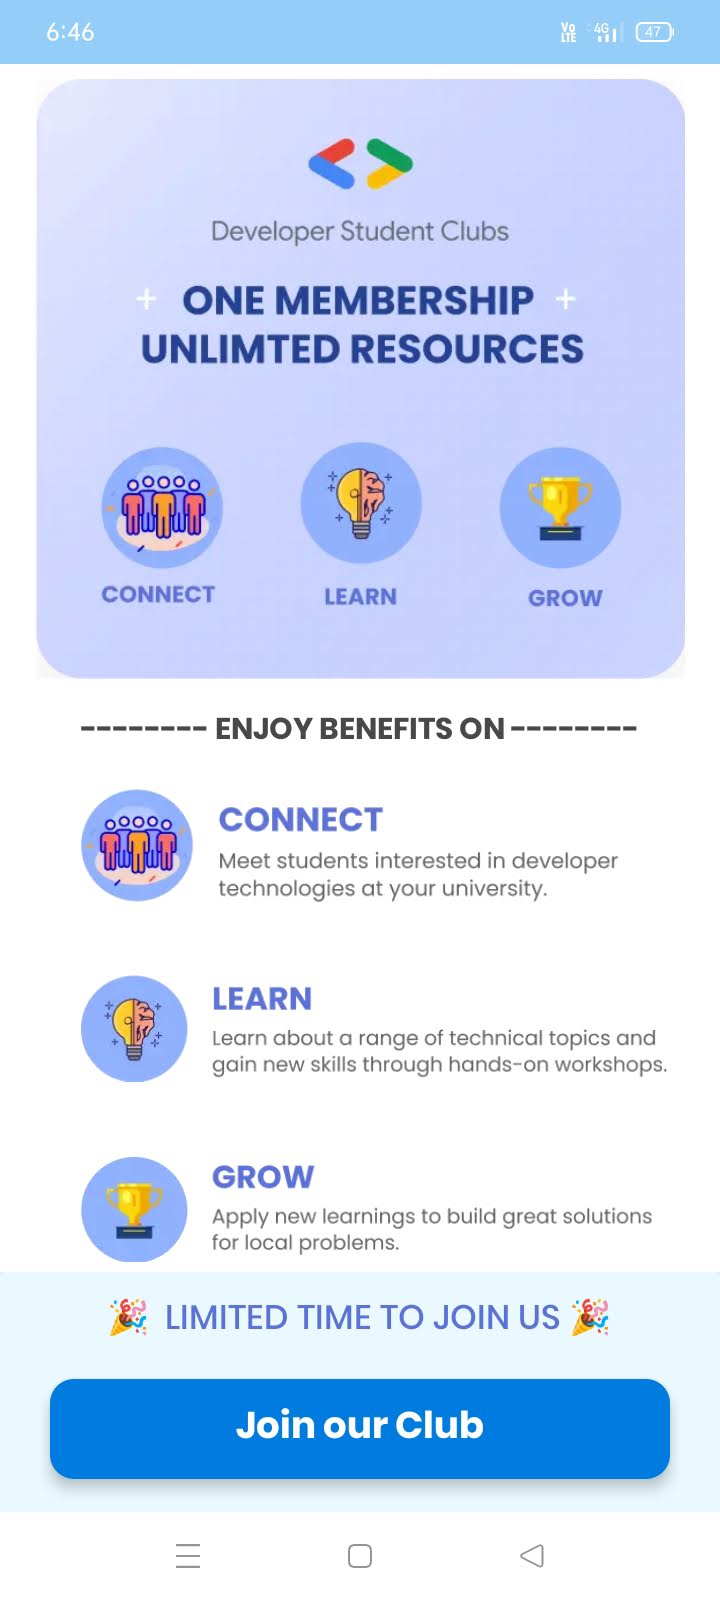 6:46
Vo LTE 4G 47
Developer Student Clubs
+ ONE MEMBERSHIP +
UNLIMTED RESOURCES
CONNECT LEARN GROW
-------- ENJOY BENEFITS ON --------
CONNECT
Meet students interested in developer
technologies at your university.
LEARN
Learn about a range of technical topics and
gain new skills through hands-on workshops.
GROW
Apply new learnings to build great solutions
for local problems.
🎉 LIMITED TIME TO JOIN US 🎉
Join our Club